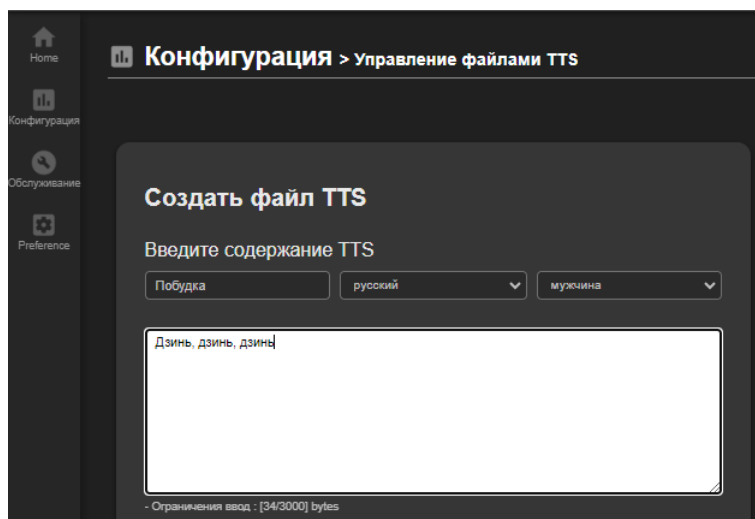 Home
Конфигурация > Управление файлами TTS
Конфигурация
Обслуживание
Preference
Создать файл TTS
Введите содержание TTS
Побудка русский мужчина
Дзинь, дзинь, дзинь
- Ограничения ввод : [34/3000] bytes